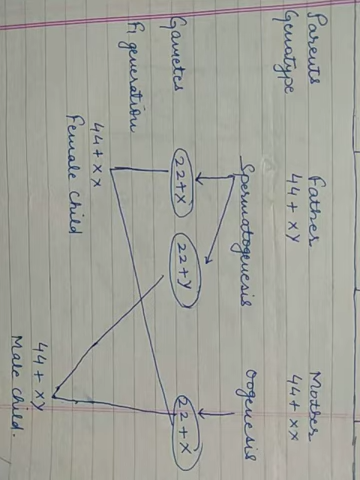 Parents Father Mother
Genotype 44+XY 44+XX
Spermatogenesis Oogenesis
Gametes 22+X 22+Y 22+X
F1 generation
44+XX 44+XY
Female child Male child.